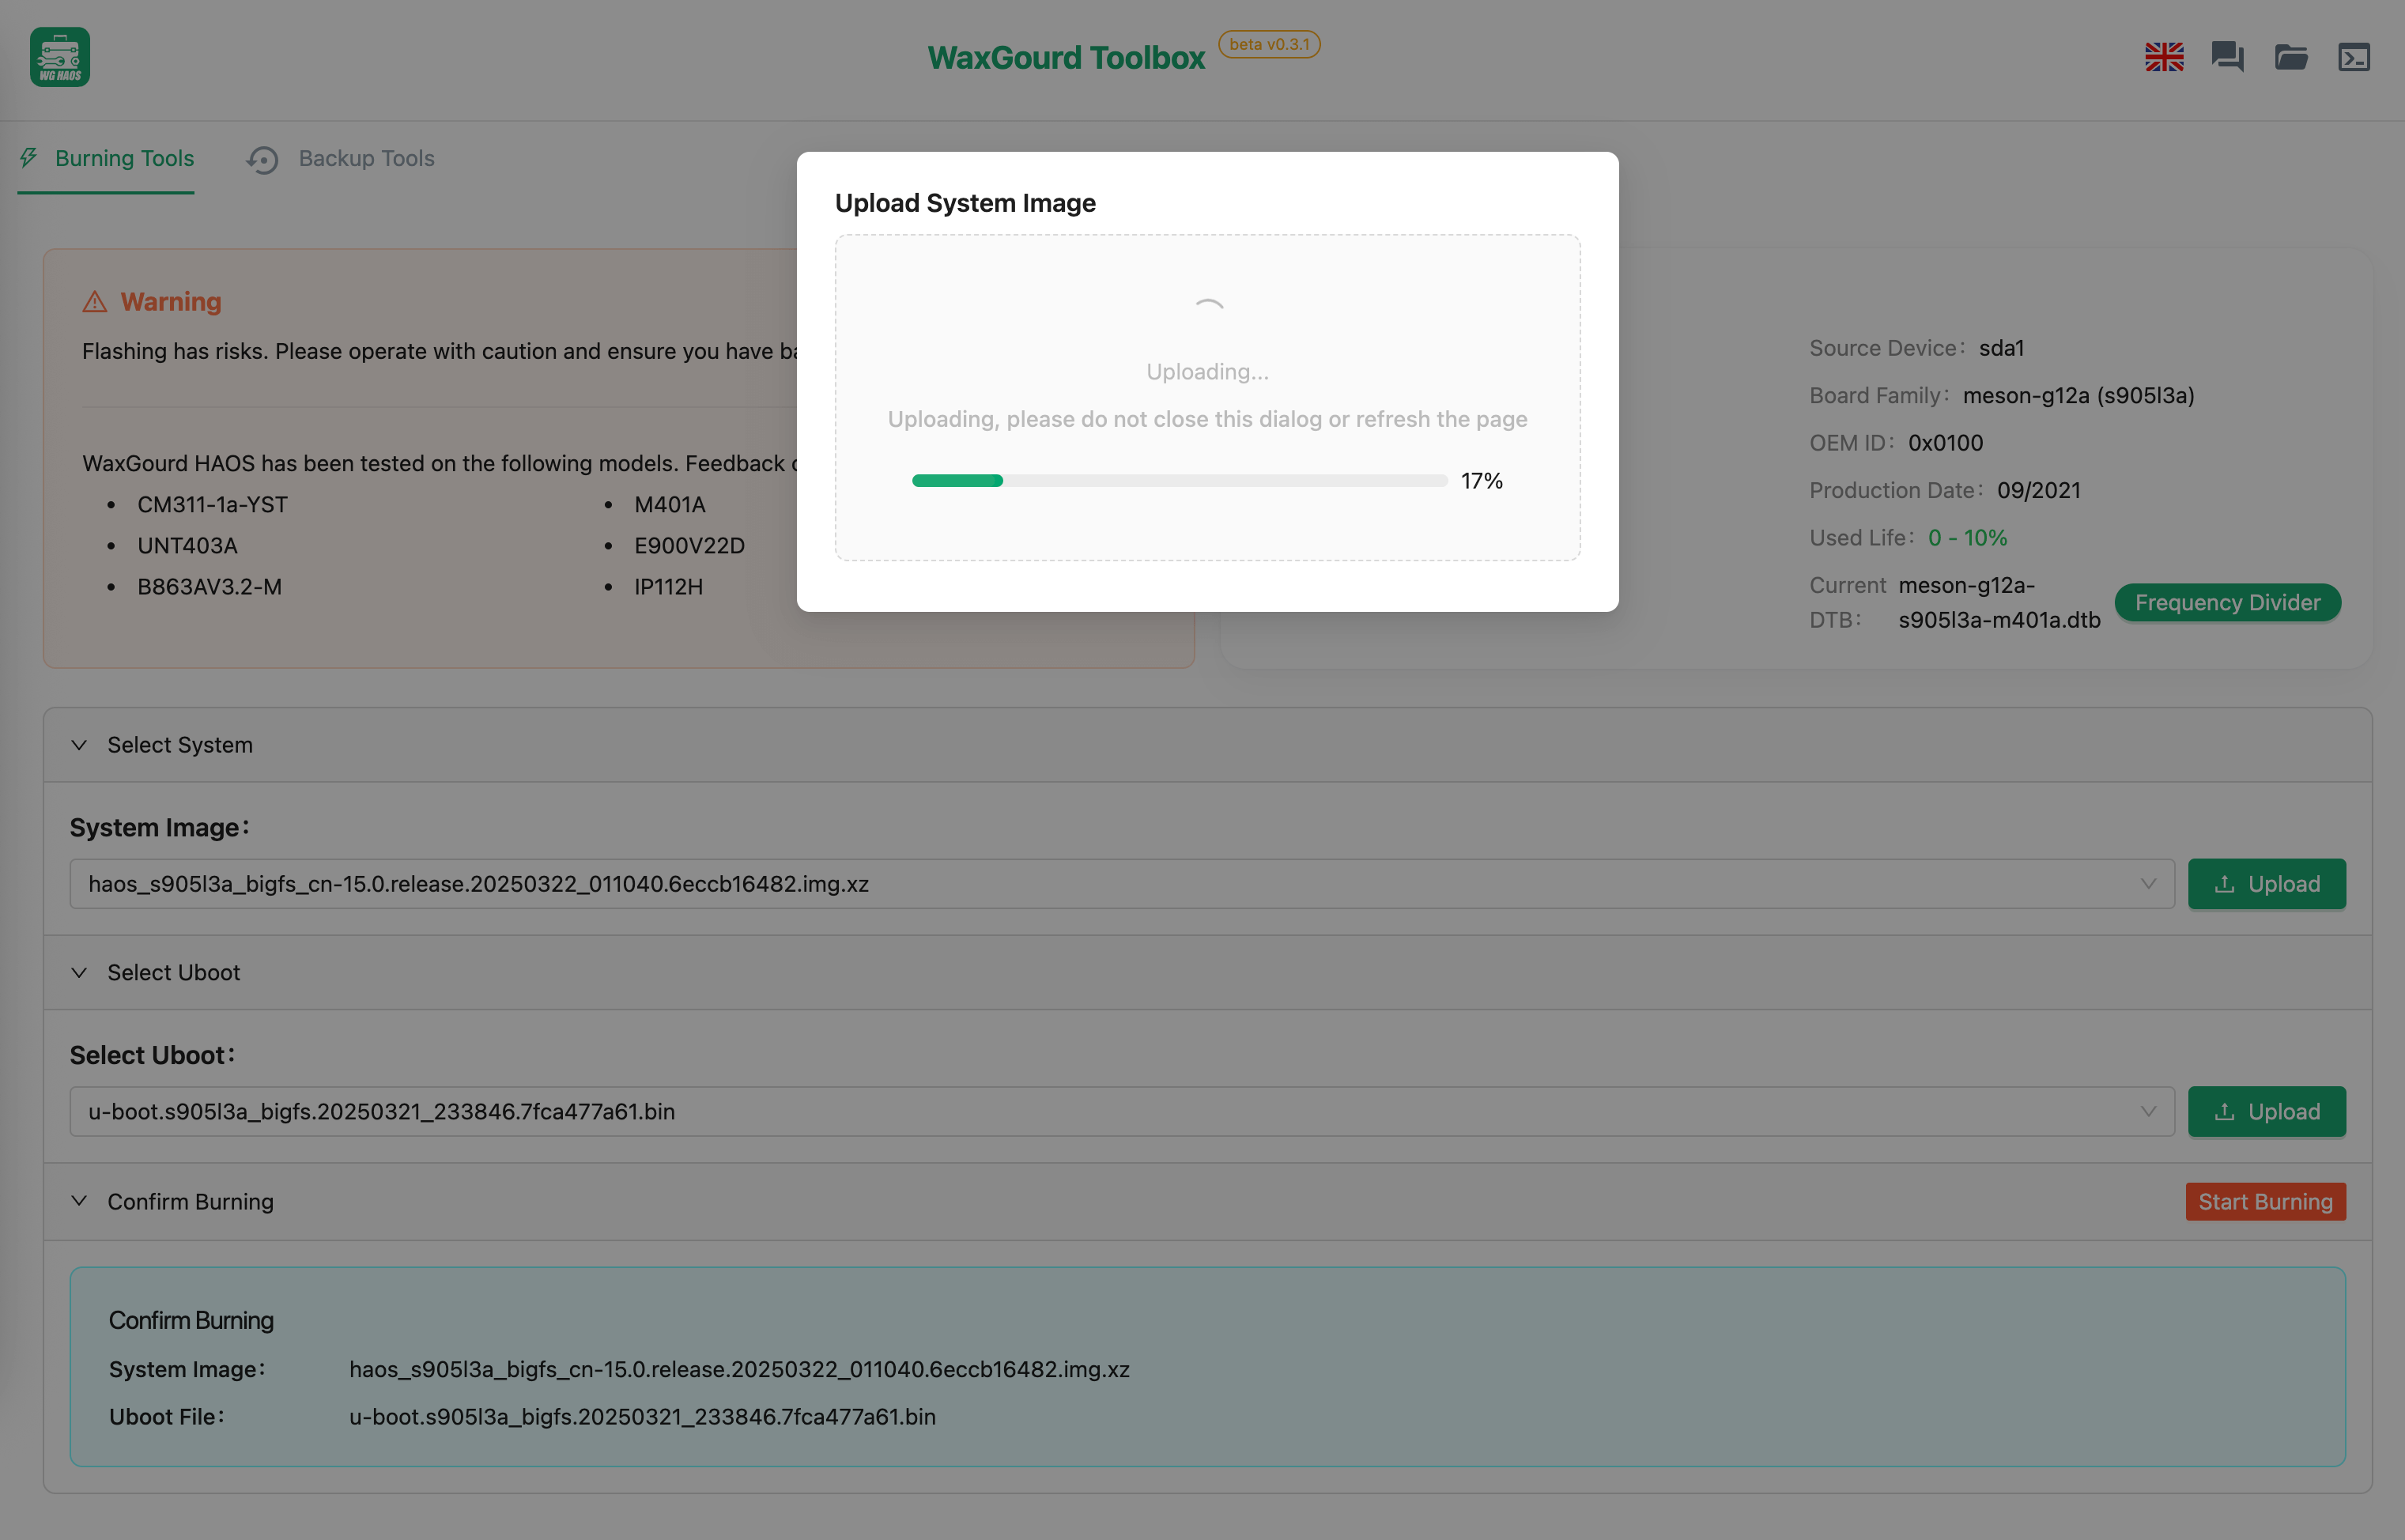 WG HAOS
WaxGourd Toolbox
beta v0.3.1
Burning Tools
Backup Tools
Upload System Image
Uploading...
Uploading, please do not close this dialog or refresh the page
17%
Warning
Flashing has risks. Please operate with caution and ensure you have
WaxGourd HAOS has been tested on the following models. Feedback
• CM311-1a-YST
• M401A
• UNT403A
• E900V22D
• B863AV3.2-M
• IP112H
Source Device: sda1
Board Family: meson-g12a (s905l3a)
OEM ID: 0x0100
Production Date: 09/2021
Used Life: 0 - 10%
Current DTB: meson-g12a-
s905l3a-m401a.dtb
Frequency Divider
Select System
System Image:
haos_s905l3a_bigfs_cn-15.0.release.20250322_011040.6eccb16482.img.xz
Upload
Select Uboot
Select Uboot:
u-boot.s905l3a_bigfs.20250321_233846.7fca477a61.bin
Upload
Confirm Burning
Start Burning
Confirm Burning
System Image: haos_s905l3a_bigfs_cn-15.0.release.20250322_011040.6eccb16482.img.xz
Uboot File: u-boot.s905l3a_bigfs.20250321_233846.7fca477a61.bin